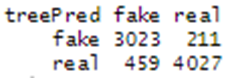 treePred fake real
fake 3023 211
real 459 4027